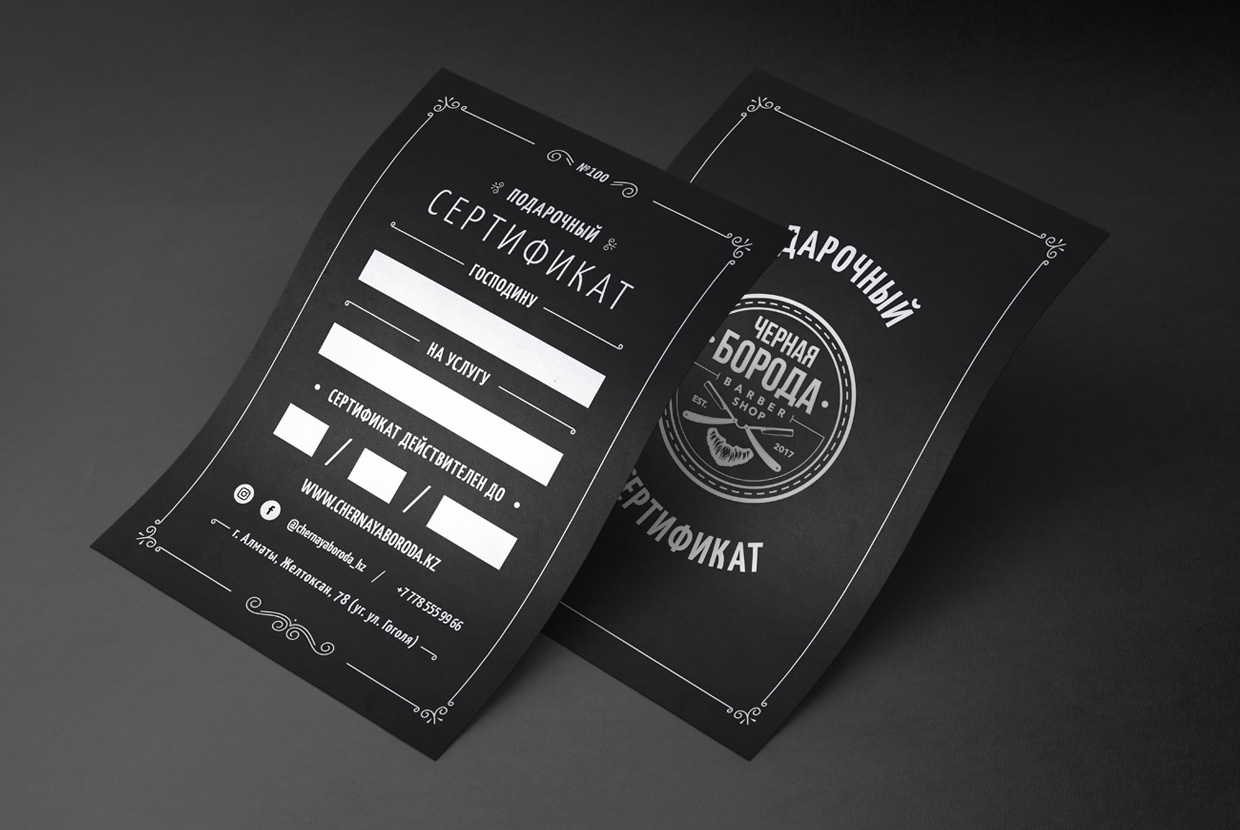 №100
ПОДАРОЧНЫЙ
СЕРТИФИКАТ
ГОСПОДИНУ
НА УСЛУГУ
• СЕРТИФИКАТ ДЕЙСТВИТЕЛЕН ДО •
/ /
WWW.CHERNAYABORODA.KZ
@chernayaboroda_kz / +7 778 555 99 66
г. Алматы, Желтоксан, 78 (уг. ул. Гоголя)
ДАРОЧНЫЙ
ЧЕРНАЯ
•БОРОДА•
BARBER
SHOP
EST. 2017
ЕРТИФИКАТ